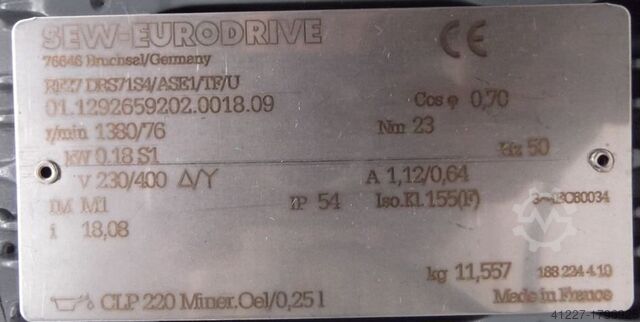 SEW-EURODRIVE CE
76646 Bruchsal/Germany
RF27 DRS71S4/ASE1/TF/U
01.1292659202.0018.09 Cos φ 0,70
r/min 1380/76 Nm 23
kW 0.18 S1 Hz 50
V 230/400 Δ/Y A 1,12/0,64
IM M1 IP 54 Iso.Kl. 155(F)
i 18,08
kg 11,557 188 224 4.10
CLP 220 Miner.Oel/0,25 l Made in France